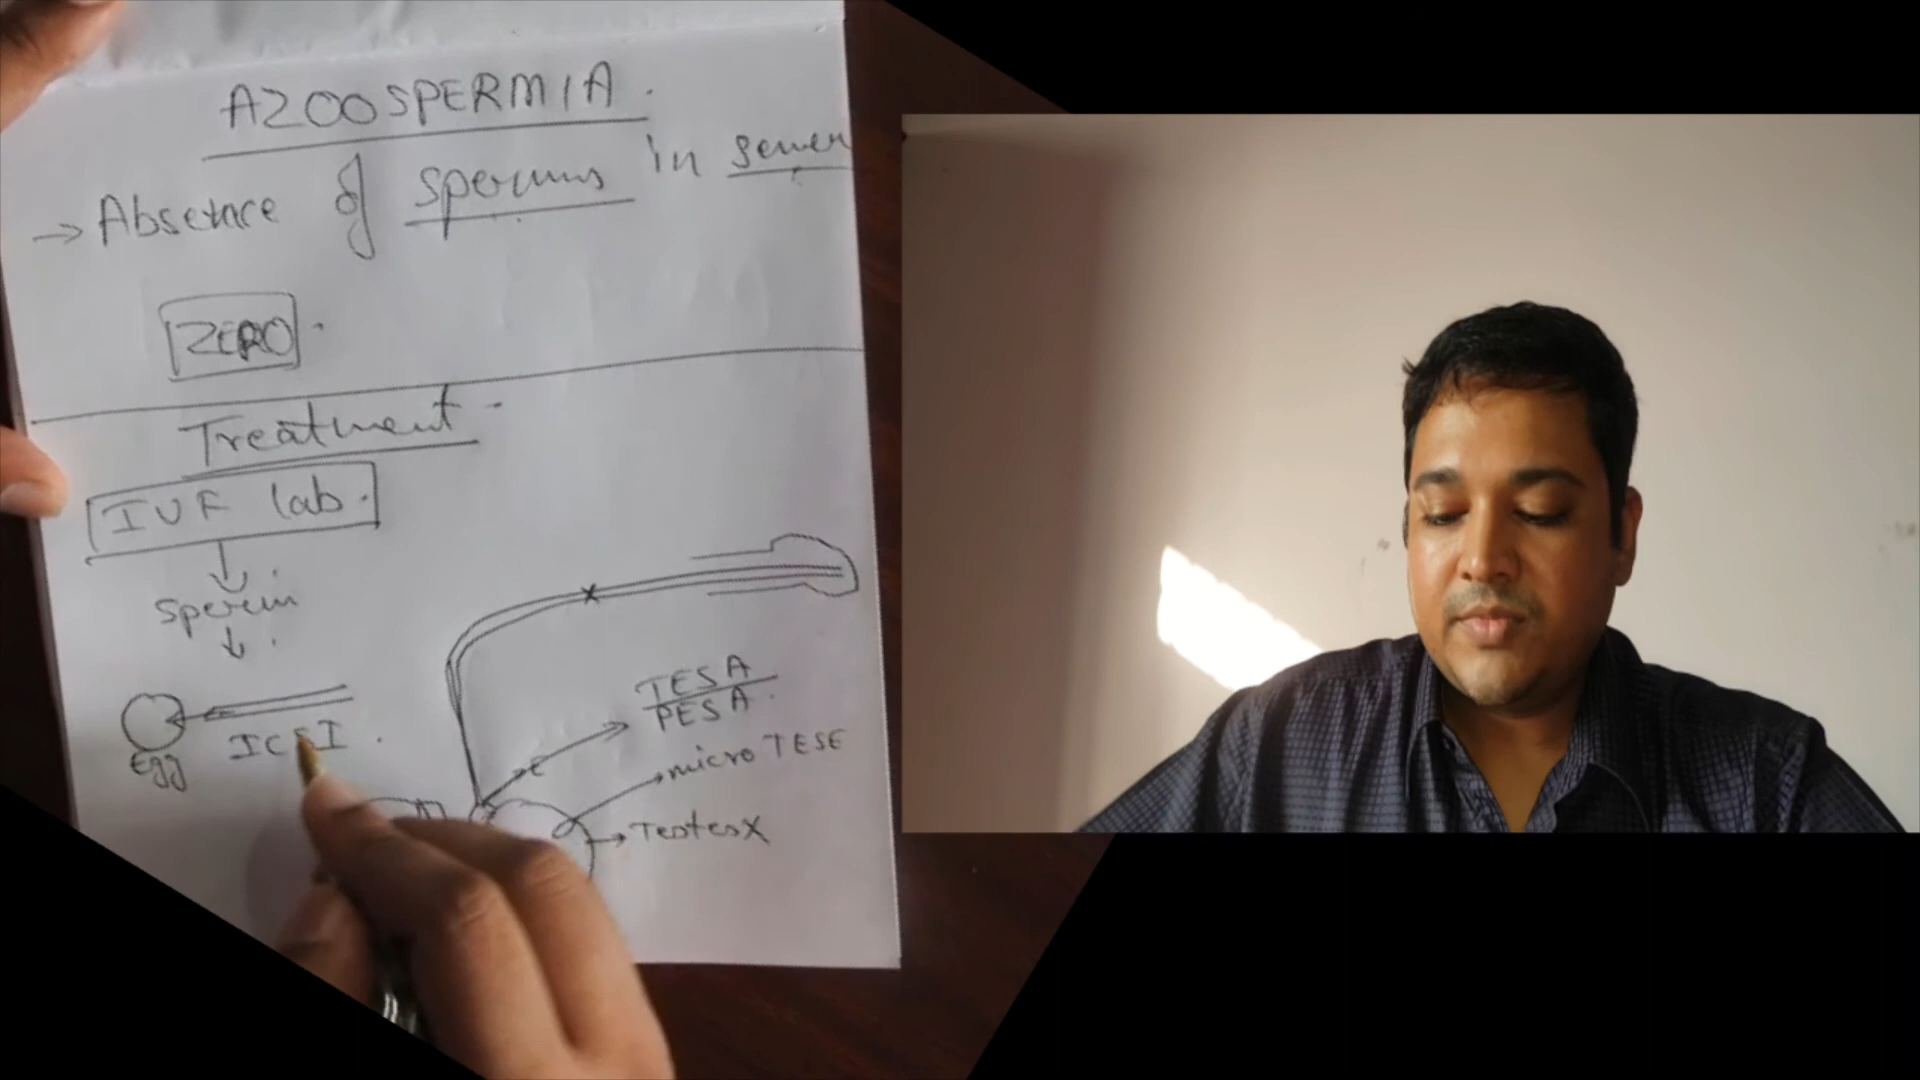 AZOOSPERMIA.
→ Absence of sperms in semen
ZERO.
Treatment.
IVF lab.
sperm
ICSI.
Egg
TESA
PESA.
micro TESE
Testes X